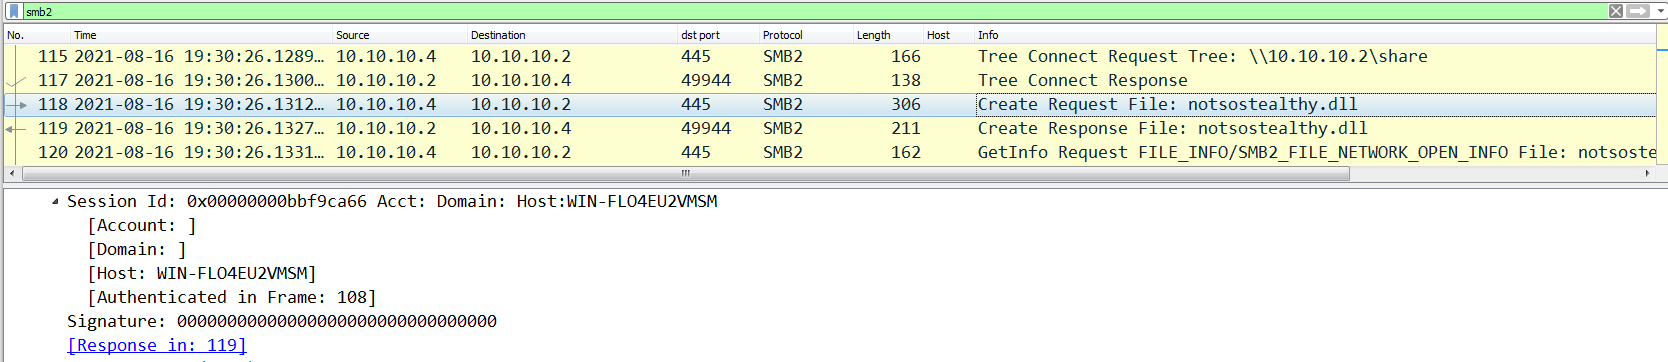 smb2
No. Time Source Destination dst port Protocol Length Host Info
115 2021-08-16 19:30:26.1289... 10.10.10.4 10.10.10.2 445 SMB2 166 Tree Connect Request Tree: \\10.10.10.2\share
117 2021-08-16 19:30:26.1300... 10.10.10.2 10.10.10.4 49944 SMB2 138 Tree Connect Response
118 2021-08-16 19:30:26.1312... 10.10.10.4 10.10.10.2 445 SMB2 306 Create Request File: notsostealthy.dll
119 2021-08-16 19:30:26.1327... 10.10.10.2 10.10.10.4 49944 SMB2 211 Create Response File: notsostealthy.dll
120 2021-08-16 19:30:26.1331... 10.10.10.4 10.10.10.2 445 SMB2 162 GetInfo Request FILE_INFO/SMB2_FILE_NETWORK_OPEN_INFO File: notsoste
Session Id: 0x00000000bbf9ca66 Acct: Domain: Host:WIN-FLO4EU2VMSM
[Account: ]
[Domain: ]
[Host: WIN-FLO4EU2VMSM]
[Authenticated in Frame: 108]
Signature: 00000000000000000000000000000000
[Response in: 119]